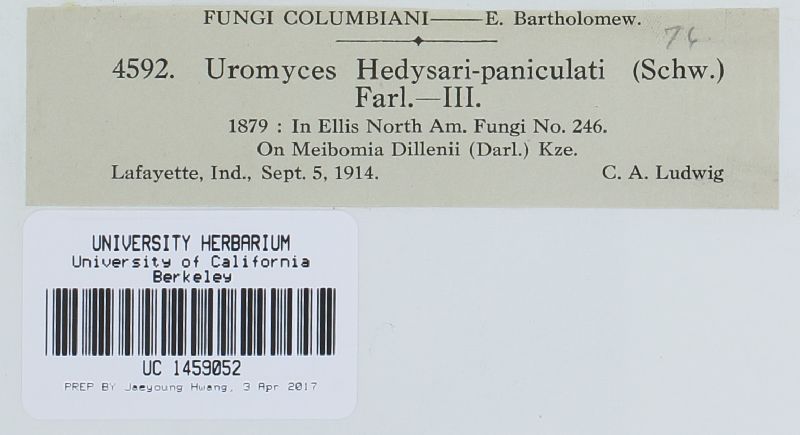 FUNGI COLUMBIANI——E. Bartholomew.
76
4592. Uromyces Hedysari-paniculati (Schw.)
Farl.—III.
1879 : In Ellis North Am. Fungi No. 246.
On Meibomia Dillenii (Darl.) Kze.
Lafayette, Ind., Sept. 5, 1914. C. A. Ludwig
UNIVERSITY HERBARIUM
University of California
Berkeley
UC 1459052
PREP BY Jaeyoung Hwang, 3 Apr 2017